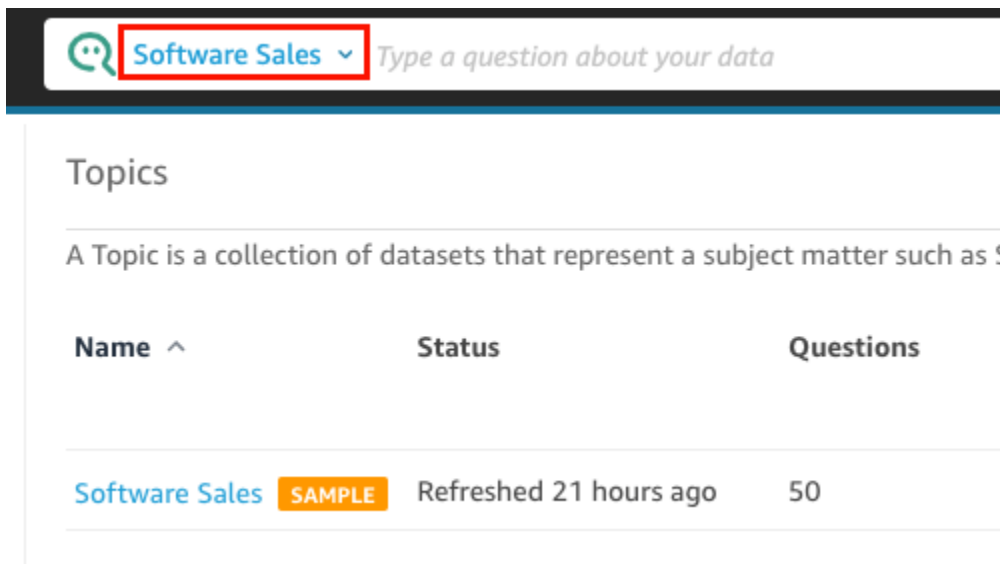 Software Sales Type a question about your data
Topics
A Topic is a collection of datasets that represent a subject matter such as
Name Status Questions
Software Sales SAMPLE Refreshed 21 hours ago 50